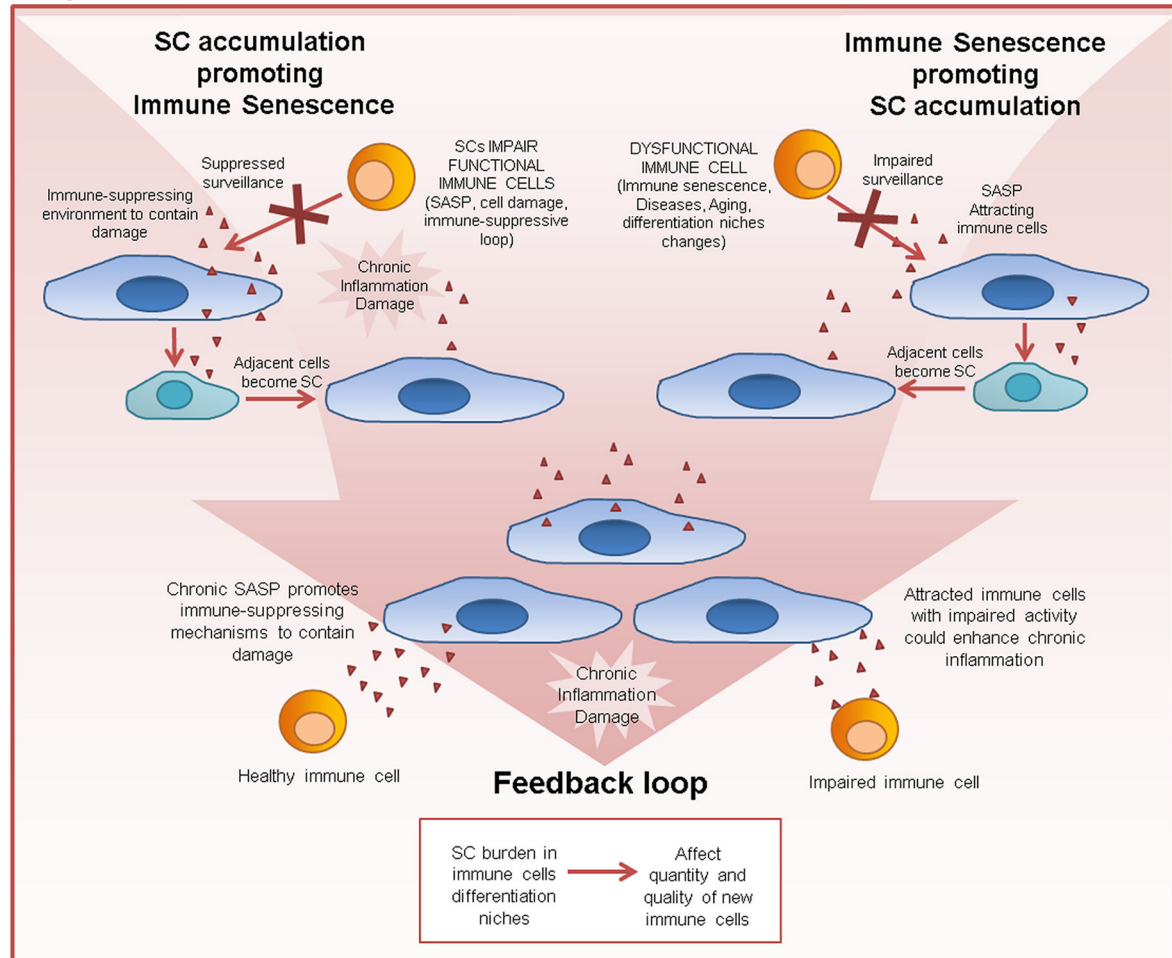 SC accumulation
promoting
Immune Senescence
Immune Senescence
promoting
SC accumulation
Suppressed
surveillance
SCs IMPAIR
FUNCTIONAL
IMMUNE CELLS
(SASP, cell damage,
immune-suppressive
loop)
DYSFUNCTIONAL
IMMUNE CELL
(Immune senescence,
Diseases, Aging,
differentiation niches
changes)
Impaired
surveillance
Immune-suppressing
environment to contain
damage
SASP
Attracting
immune cells
Chronic
Inflammation
Damage
Adjacent cells
become SC
Adjacent cells
become SC
Chronic SASP promotes
immune-suppressing
mechanisms to contain
damage
Attracted immune cells
with impaired activity
could enhance chronic
inflammation
Chronic
Inflammation
Damage
Healthy immune cell
Impaired immune cell
Feedback loop
SC burden in
immune cells
differentiation
niches
Affect
quantity and
quality of new
immune cells